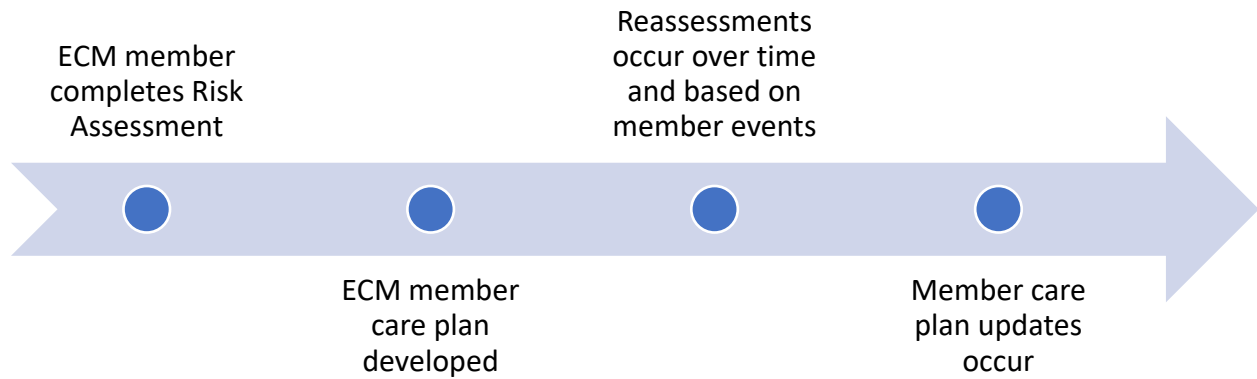 ECM member
completes Risk
Assessment
ECM member
care plan
developed
Reassessments
occur over time
and based on
member events
Member care
plan updates
occur